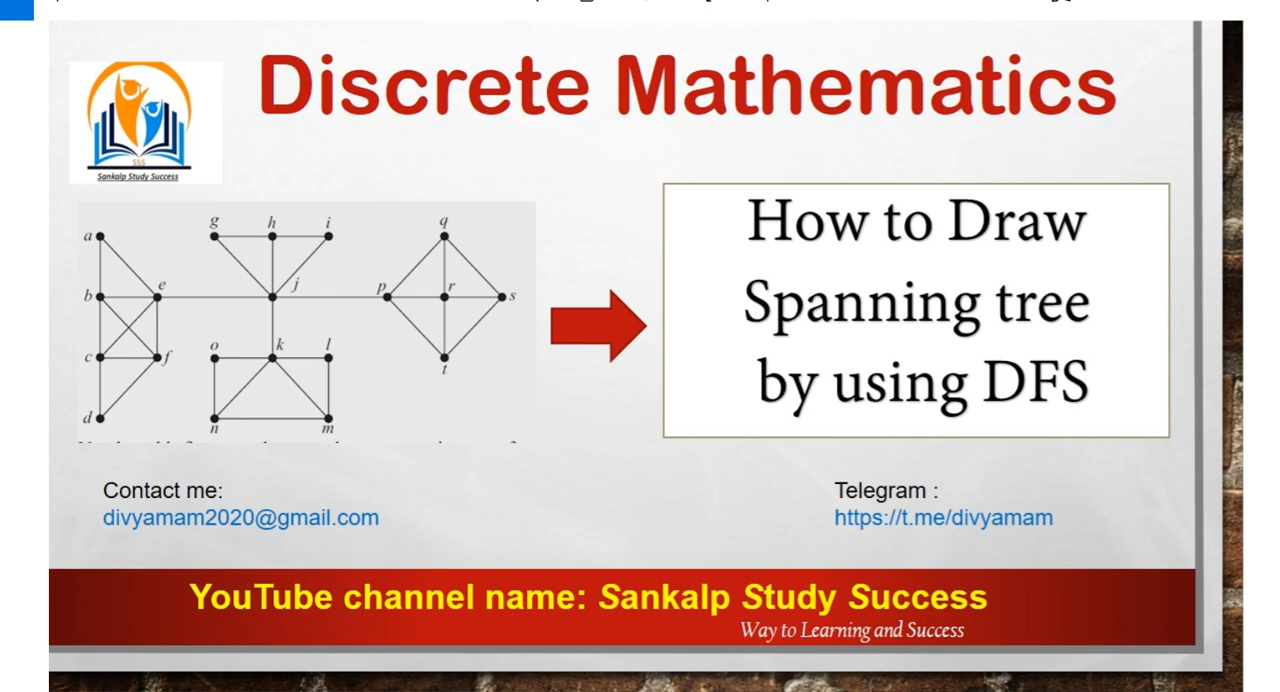 Discrete Mathematics
SSS
Sankalp Study Success
g h i q
a
e j p r s
b
o k l
c f t
d
n m
How to Draw
Spanning tree
by using DFS
Contact me:
divyamam2020@gmail.com
Telegram :
https://t.me/divyamam
YouTube channel name: Sankalp Study Success
Way to Learning and Success